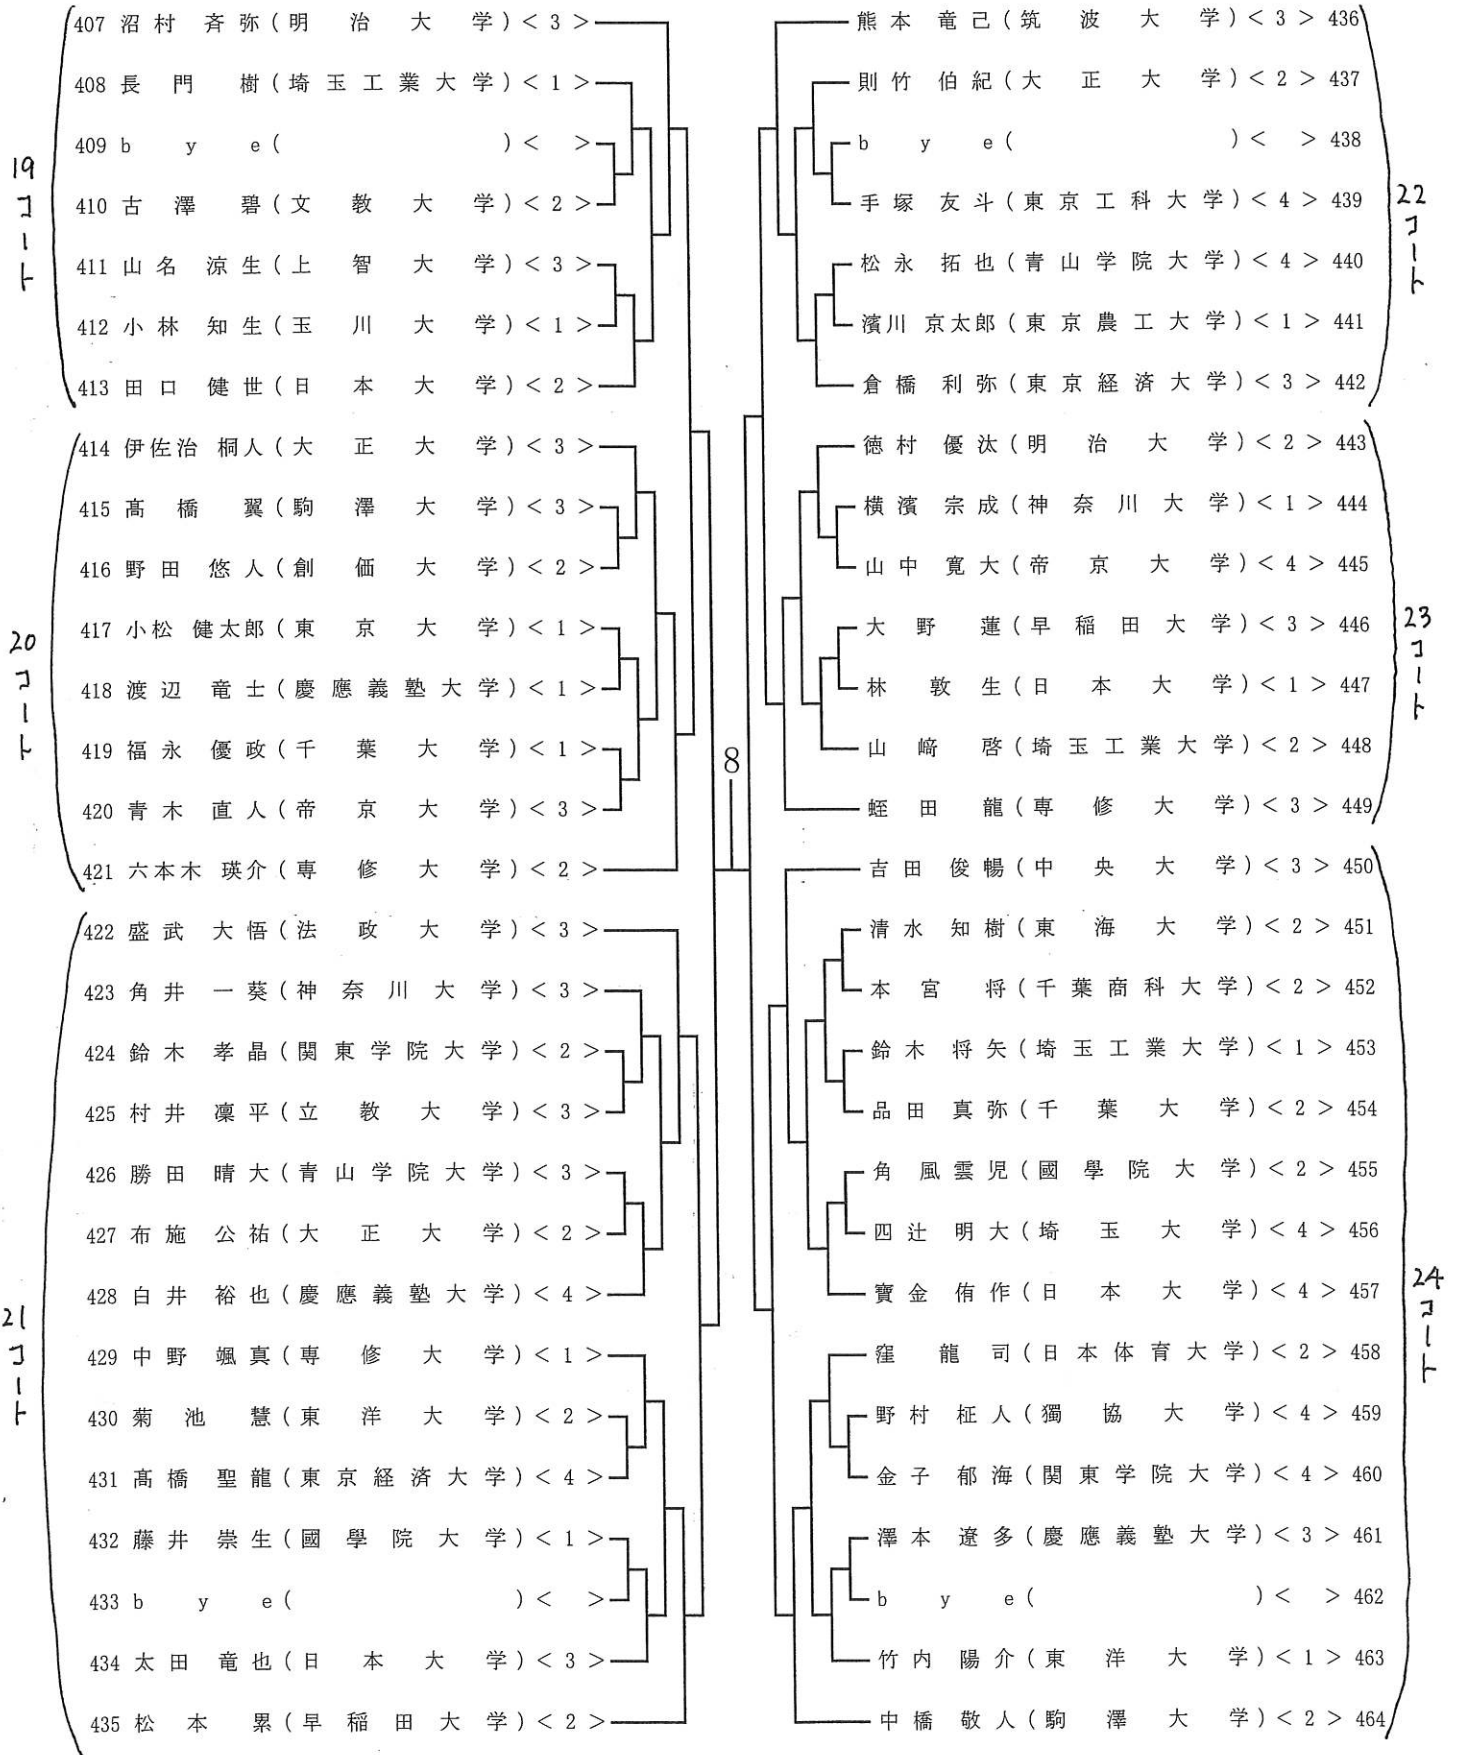 19コート
407 沼村 斉弥(明治大学)< 3 >
408 長門 樹(埼玉工業大学)< 1 >
409 bye( )< >
410 古澤 碧(文教大学)< 2 >
411 山名 涼生(上智大学)< 3 >
412 小林 知生(玉川大学)< 1 >
413 田口 健世(日本大学)< 2 >
20コート
414 伊佐治 桐人(大正大学)< 3 >
415 髙橋 翼(駒澤大学)< 3 >
416 野田 悠人(創価大学)< 2 >
417 小松 健太郎(東京大学)< 1 >
418 渡辺 竜士(慶應義塾大学)< 1 >
419 福永 優政(千葉大学)< 1 >
420 青木 直人(帝京大学)< 3 >
421 六本木 瑛介(専修大学)< 2 >
21コート
422 盛武 大悟(法政大学)< 3 >
423 角井 一葵(神奈川大学)< 3 >
424 鈴木 孝晶(関東学院大学)< 2 >
425 村井 凜平(立教大学)< 3 >
426 勝田 晴大(青山学院大学)< 3 >
427 布施 公祐(大正大学)< 2 >
428 白井 裕也(慶應義塾大学)< 4 >
429 中野 颯真(専修大学)< 1 >
430 菊池 慧(東洋大学)< 2 >
431 髙橋 聖龍(東京経済大学)< 4 >
432 藤井 崇生(國學院大学)< 1 >
433 bye( )< >
434 太田 竜也(日本大学)< 3 >
435 松本 累(早稲田大学)< 2 >
8
熊本 竜己(筑波大学)< 3 > 436
則竹 伯紀(大正大学)< 2 > 437
bye( )< > 438
手塚 友斗(東京工科大学)< 4 > 439
松永 拓也(青山学院大学)< 4 > 440
濱川 京太郎(東京農工大学)< 1 > 441
倉橋 利弥(東京経済大学)< 3 > 442
22コート
徳村 優汰(明治大学)< 2 > 443
横濱 宗成(神奈川大学)< 1 > 444
山中 寛大(帝京大学)< 4 > 445
大野 蓮(早稲田大学)< 3 > 446
林 敦生(日本大学)< 1 > 447
山﨑 啓(埼玉工業大学)< 2 > 448
蛭田 龍(専修大学)< 3 > 449
23コート
吉田 俊暢(中央大学)< 3 > 450
清水 知樹(東海大学)< 2 > 451
本宮 将(千葉商科大学)< 2 > 452
鈴木 将矢(埼玉工業大学)< 1 > 453
品田 真弥(千葉大学)< 2 > 454
角 風雲児(國學院大学)< 2 > 455
四辻 明大(埼玉大学)< 4 > 456
寶金 侑作(日本大学)< 4 > 457
窪 龍司(日本体育大学)< 2 > 458
野村 柾人(獨協大学)< 4 > 459
金子 郁海(関東学院大学)< 4 > 460
澤本 遼多(慶應義塾大学)< 3 > 461
bye( )< > 462
竹内 陽介(東洋大学)< 1 > 463
中橋 敬人(駒澤大学)< 2 > 464
24コート